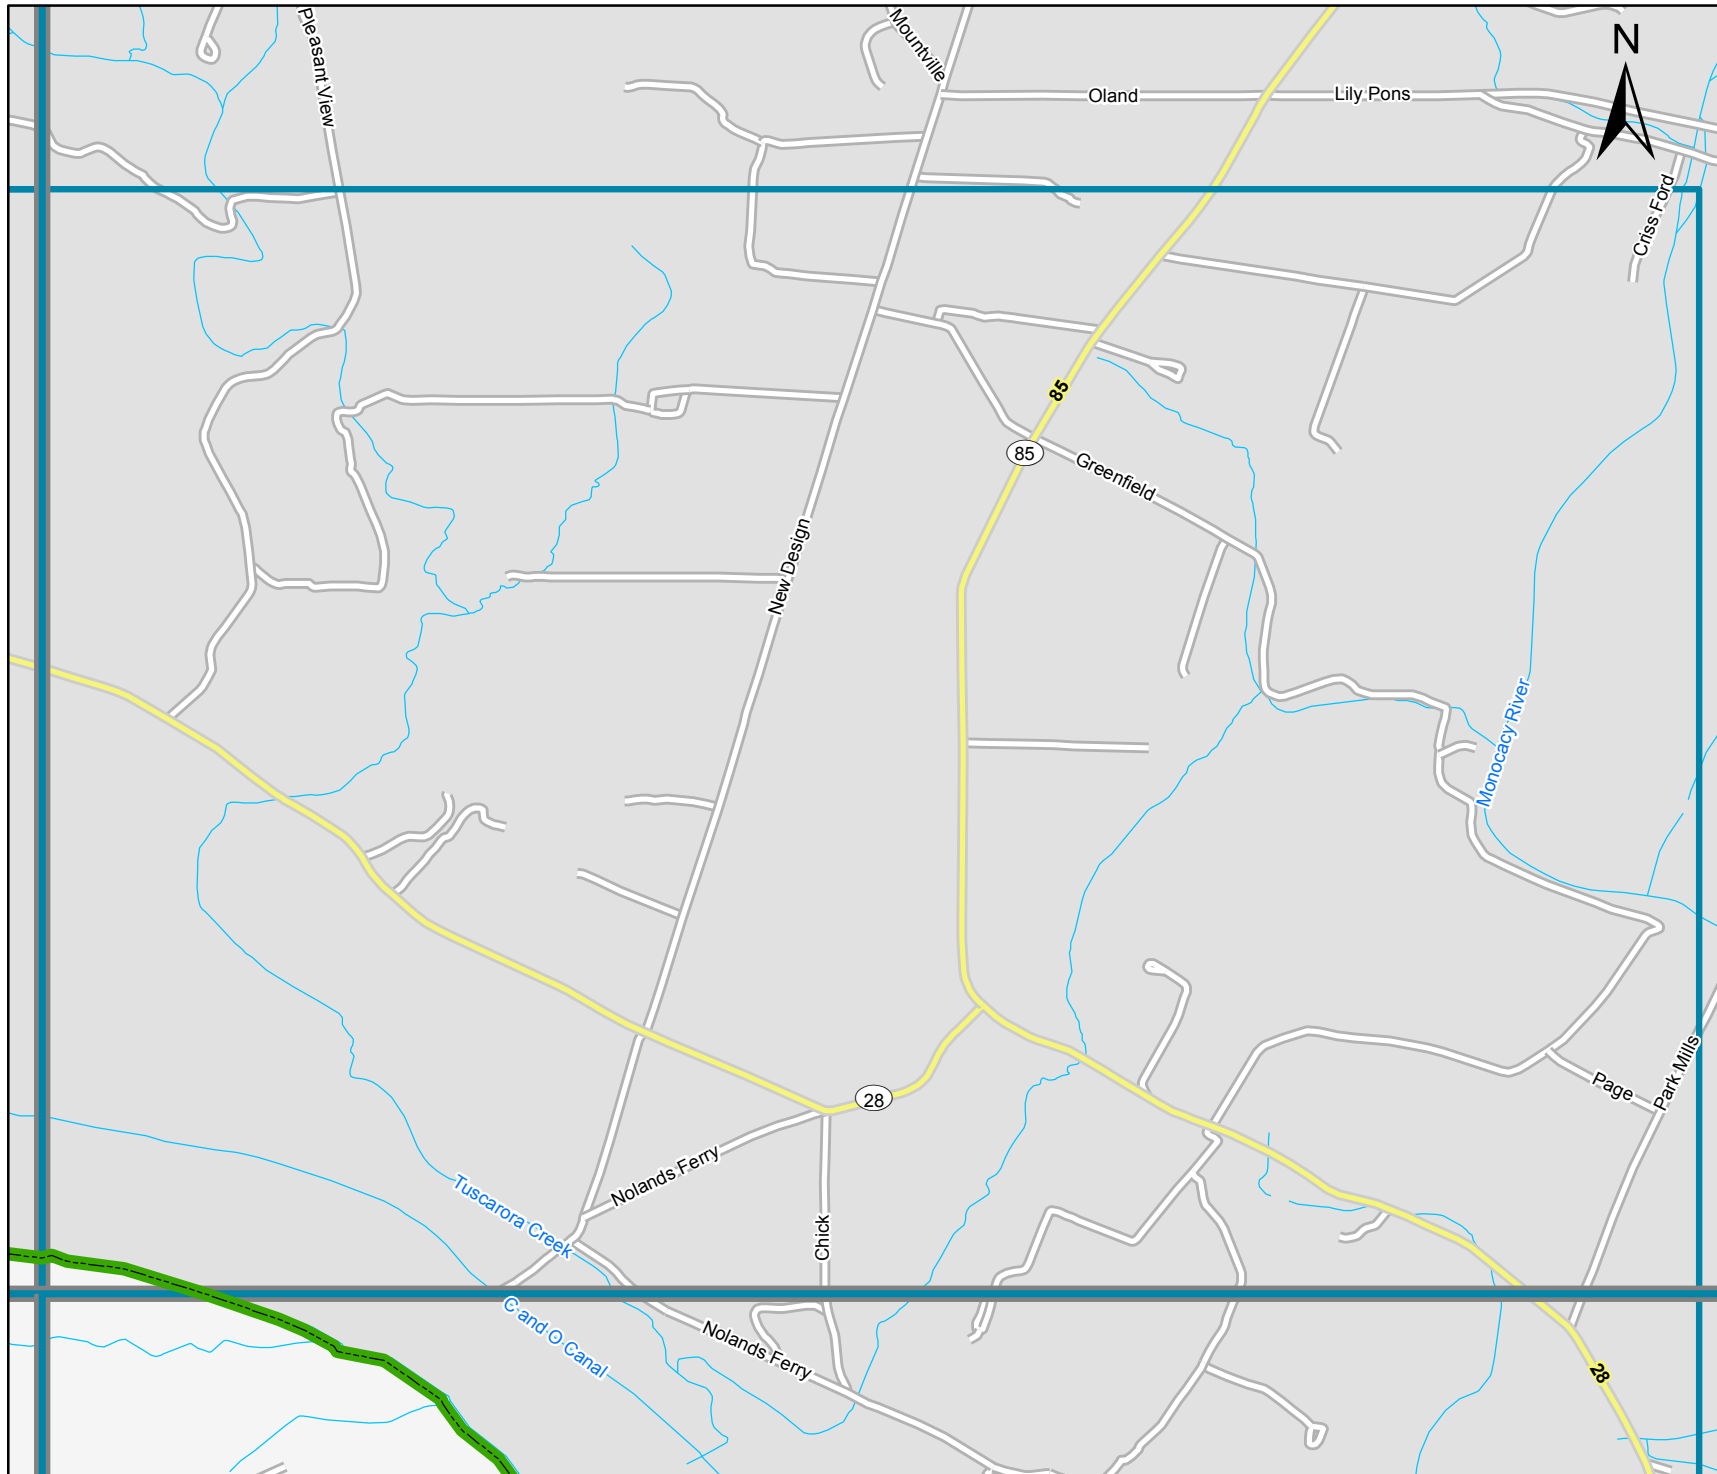 Pleasant View
Mountville
N
Oland
Lily Pons
Criss Ford
85
85
Greenfield
New Design
Monocacy River
Park Mills
Page
28
Nolands Ferry
Tuscarora Creek
Chick
C and O Canal
Nolands Ferry
28